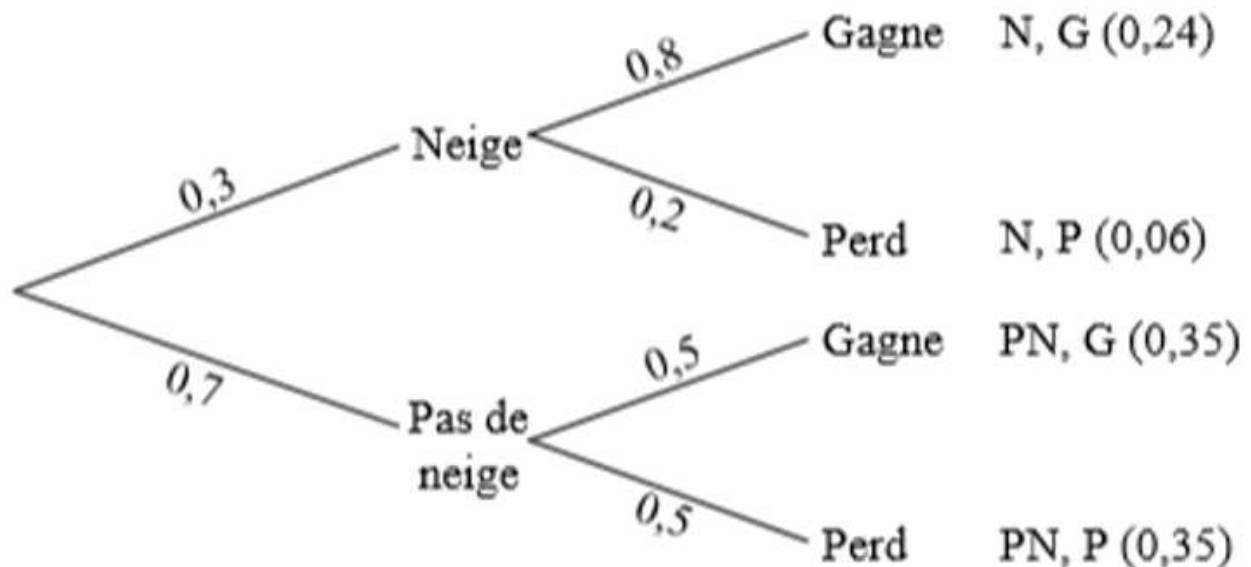 Gagne N, G (0,24)
0,8
Neige
0,3
0,2
Perd N, P (0,06)
Gagne PN, G (0,35)
0,5
0,7
Pas de
neige
0,5
Perd PN, P (0,35)